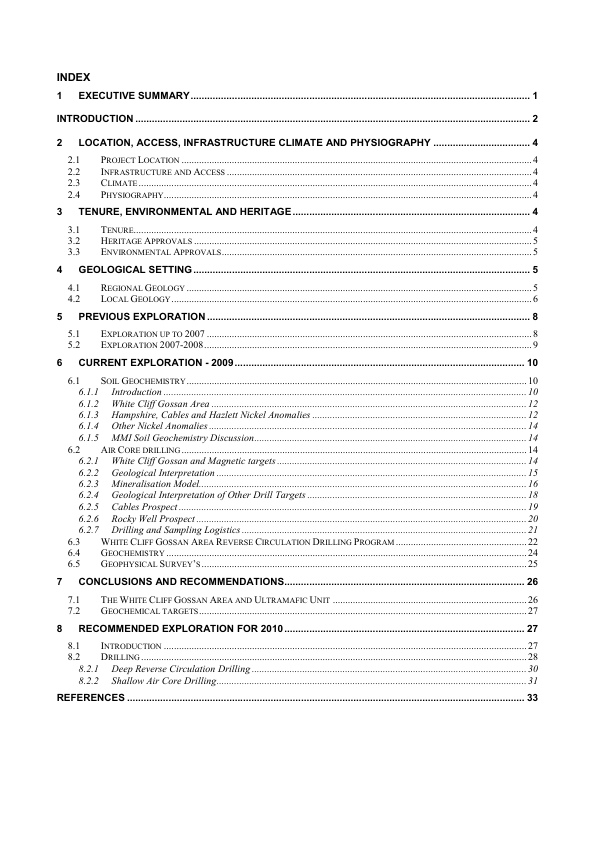 INDEX
1 EXECUTIVE SUMMARY 1
INTRODUCTION 2
2 LOCATION, ACCESS, INFRASTRUCTURE CLIMATE AND PHYSIOGRAPHY 4
2.1 PROJECT LOCATION 4
2.2 INFRASTRUCTURE AND ACCESS 4
2.3 CLIMATE 4
2.4 PHYSIOGRAPHY 4
3 TENURE, ENVIRONMENTAL AND HERITAGE 4
3.1 TENURE 4
3.2 HERITAGE APPROVALS 5
3.3 ENVIRONMENTAL APPROVALS 5
4 GEOLOGICAL SETTING 5
4.1 REGIONAL GEOLOGY 5
4.2 LOCAL GEOLOGY 6
5 PREVIOUS EXPLORATION 8
5.1 EXPLORATION UP TO 2007 8
5.2 EXPLORATION 2007-2008 9
6 CURRENT EXPLORATION - 2009 10
6.1 SOIL GEOCHEMISTRY 10
6.1.1 Introduction 10
6.1.2 White Cliff Gossan Area 12
6.1.3 Hampshire, Cables and Hazlett Nickel Anomalies 12
6.1.4 Other Nickel Anomalies 14
6.1.5 MMI Soil Geochemistry Discussion 14
6.2 AIR CORE DRILLING 14
6.2.1 White Cliff Gossan and Magnetic targets 14
6.2.2 Geological Interpretation 15
6.2.3 Mineralisation Model 16
6.2.4 Geological Interpretation of Other Drill Targets 18
6.2.5 Cables Prospect 19
6.2.6 Rocky Well Prospect 20
6.2.7 Drilling and Sampling Logistics 21
6.3 WHITE CLIFF GOSSAN AREA REVERSE CIRCULATION DRILLING PROGRAM 22
6.4 GEOCHEMISTRY 24
6.5 GEOPHYSICAL SURVEY'S 25
7 CONCLUSIONS AND RECOMMENDATIONS 26
7.1 THE WHITE CLIFF GOSSAN AREA AND ULTRAMAFIC UNIT 26
7.2 GEOCHEMICAL TARGETS 27
8 RECOMMENDED EXPLORATION FOR 2010 27
8.1 INTRODUCTION 27
8.2 DRILLING 28
8.2.1 Deep Reverse Circulation Drilling 30
8.2.2 Shallow Air Core Drilling 31
REFERENCES 33